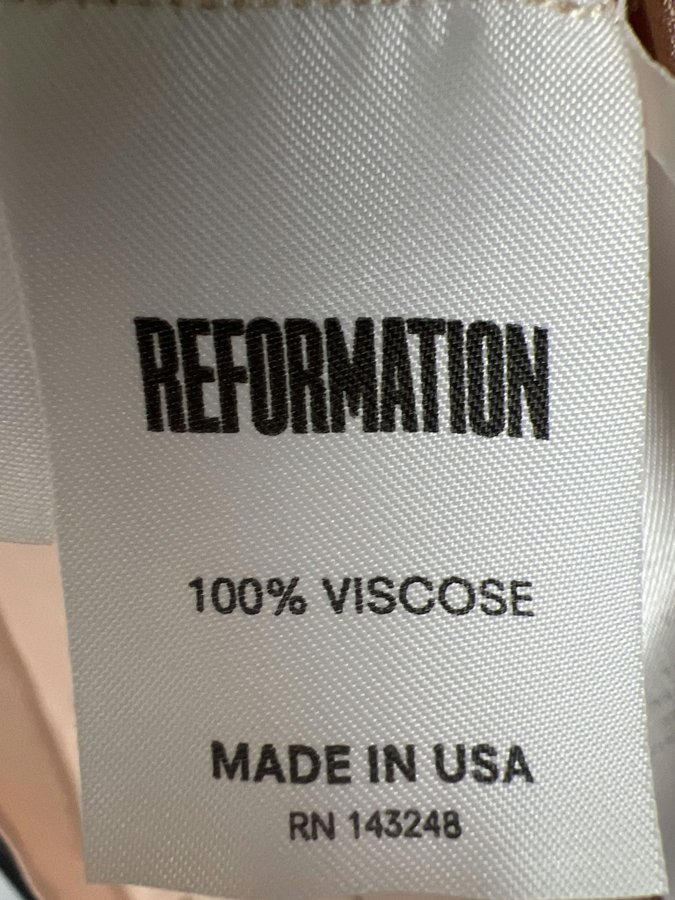 REFORMATION
100% VISCOSE
MADE IN USA
RN 143248